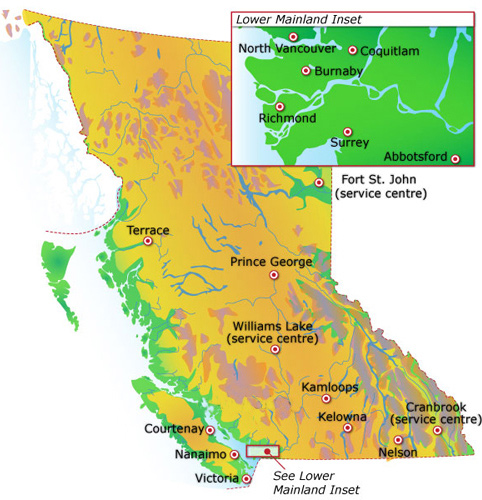 Lower Mainland Inset
North Vancouver
Coquitlam
Burnaby
Richmond
Surrey
Abbotsford
Fort St. John
(service centre)
Terrace
Prince George
Williams Lake
(service centre)
Kamloops
Kelowna
Cranbrook
(service centre)
Courtenay
Nelson
Nanaimo
Victoria
See Lower
Mainland Inset